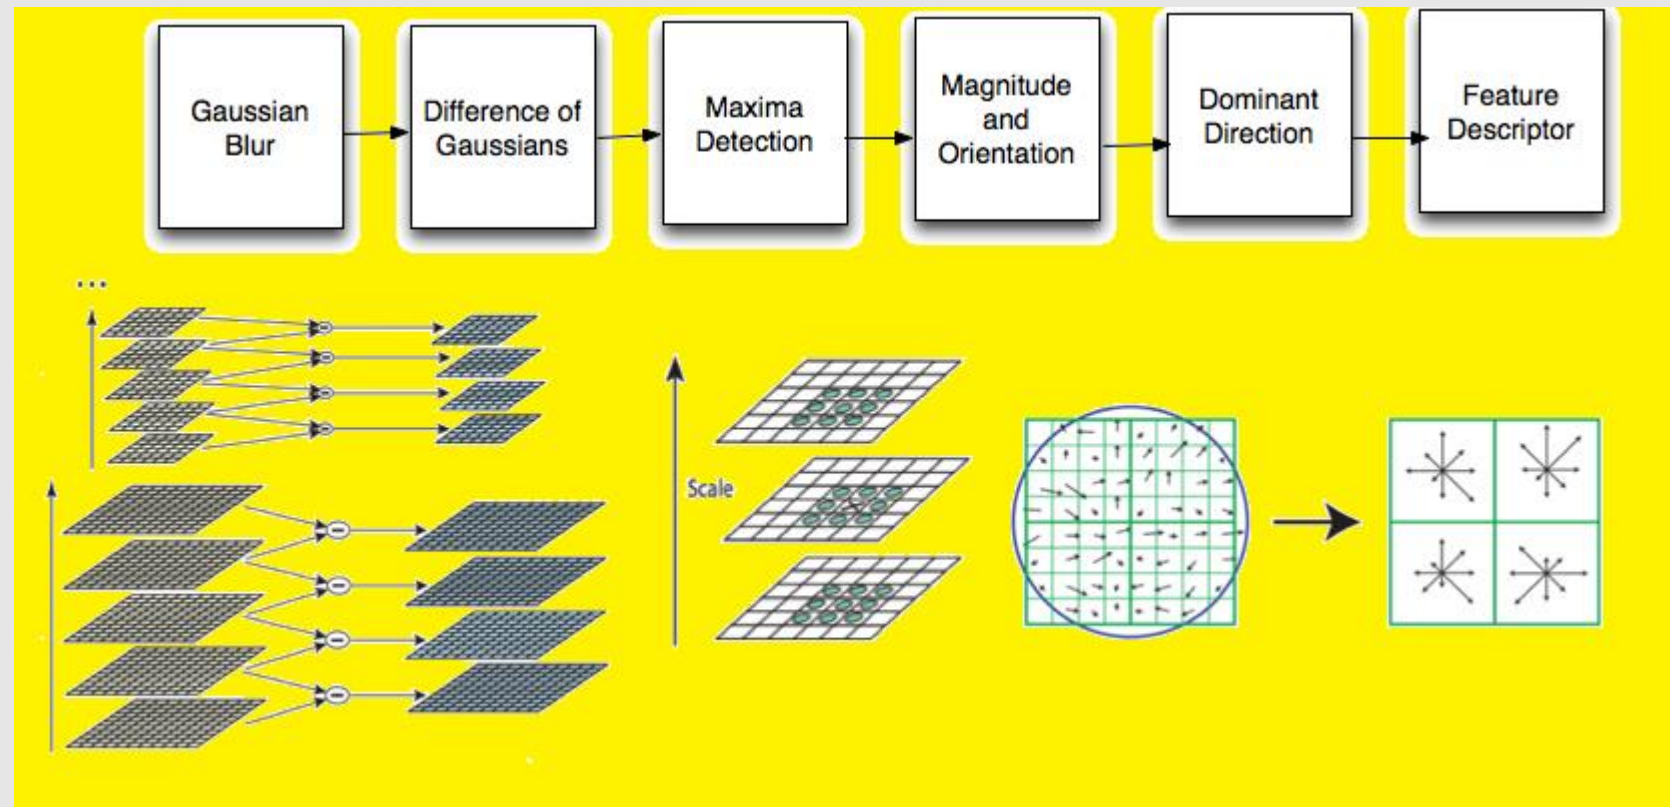 Gaussian
Blur
Difference of
Gaussians
Maxima
Detection
Magnitude
and
Orientation
Dominant
Direction
Feature
Descriptor
...
Scale